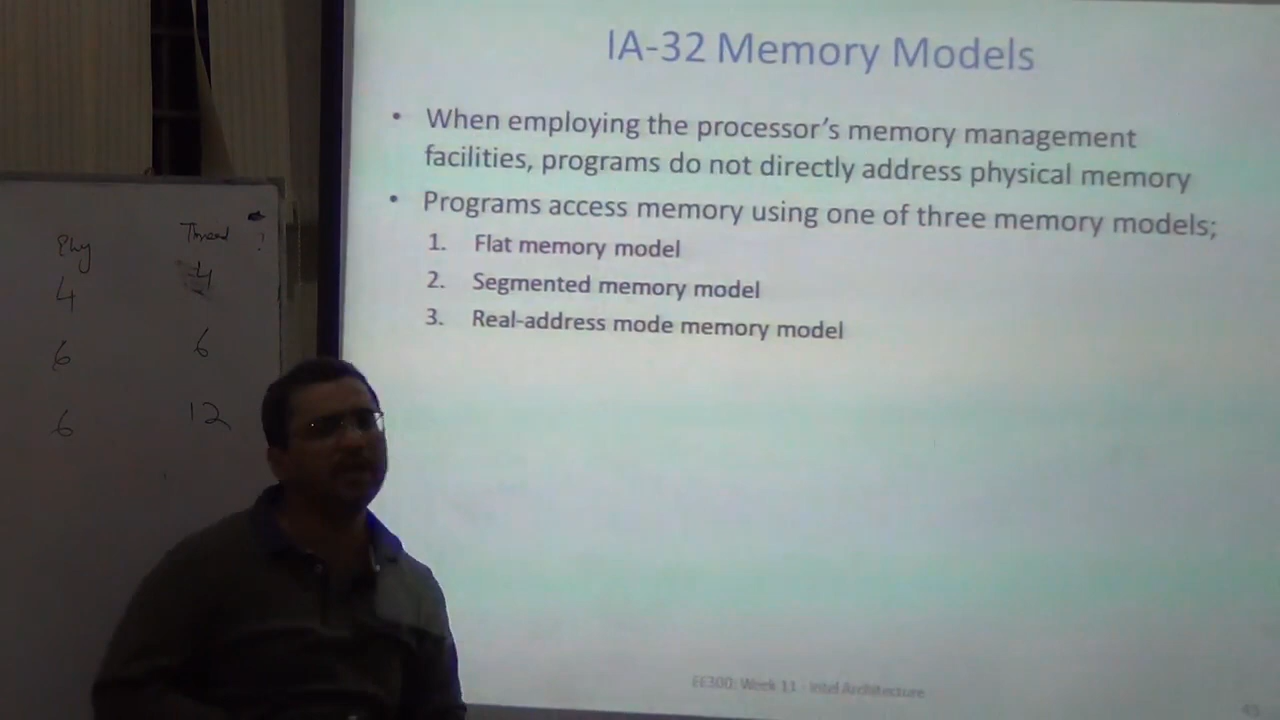 IA-32 Memory Models
• When employing the processor's memory management
facilities, programs do not directly address physical memory
• Programs access memory using one of three memory models;
1. Flat memory model
2. Segmented memory model
3. Real-address mode memory model
EE300: Week 11 - Intel Architecture
Phy Thread
4 4
6 6
6 12